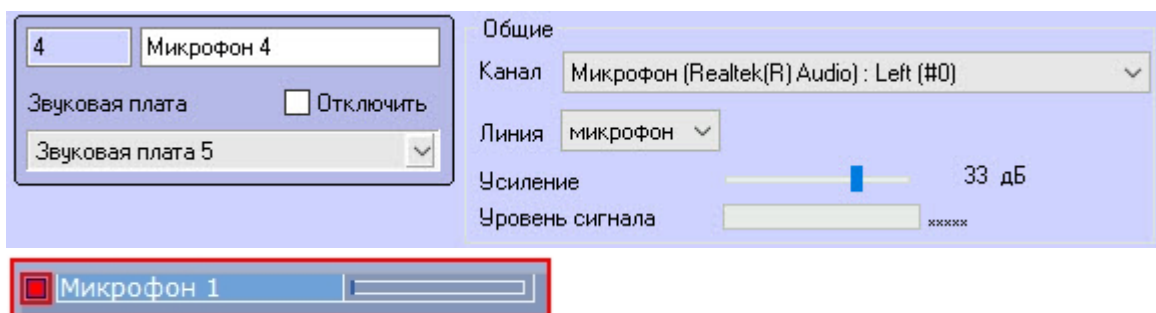 4 Микрофон 4
Звуковая плата Отключить
Звуковая плата 5
Общие
Канал Микрофон (Realtek(R) Audio) : Left (#0)
Линия микрофон
Усиление 33 дБ
Уровень сигнала xxxxx
Микрофон 1